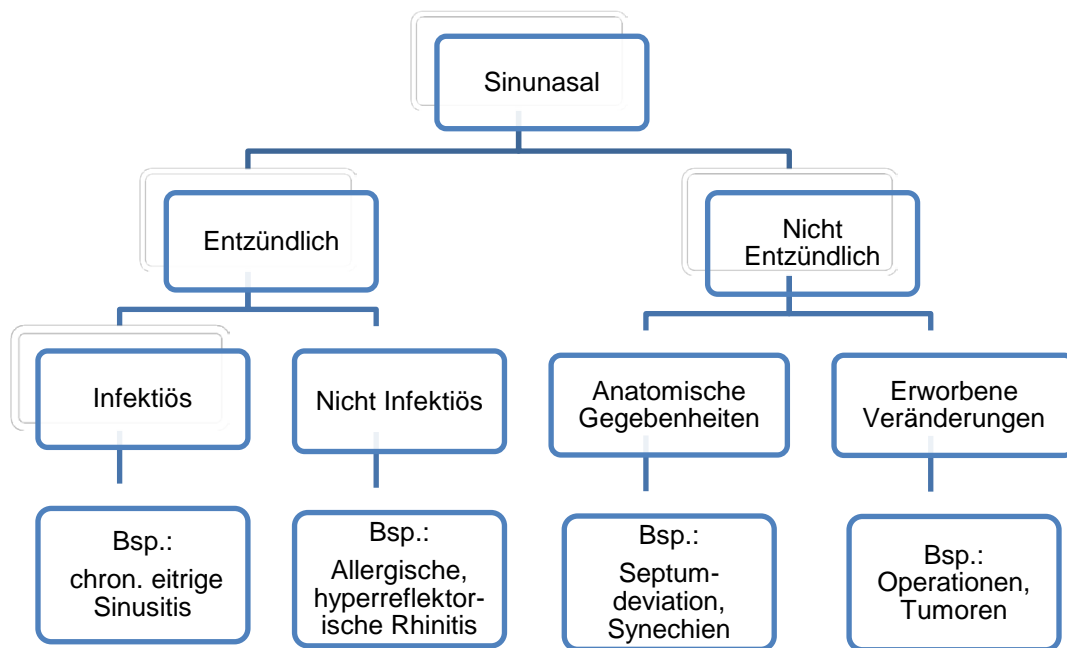 Sinunasal
Entzündlich
Nicht
Entzündlich
Infektiös
Nicht Infektiös
Anatomische
Gegebenheiten
Erworbene
Veränderungen
Bsp.:
chron. eitrige
Sinusitis
Bsp.:
Allergische,
hyperreflektor-
ische Rhinitis
Bsp.:
Septum-
deviation,
Synechien
Bsp.:
Operationen,
Tumoren